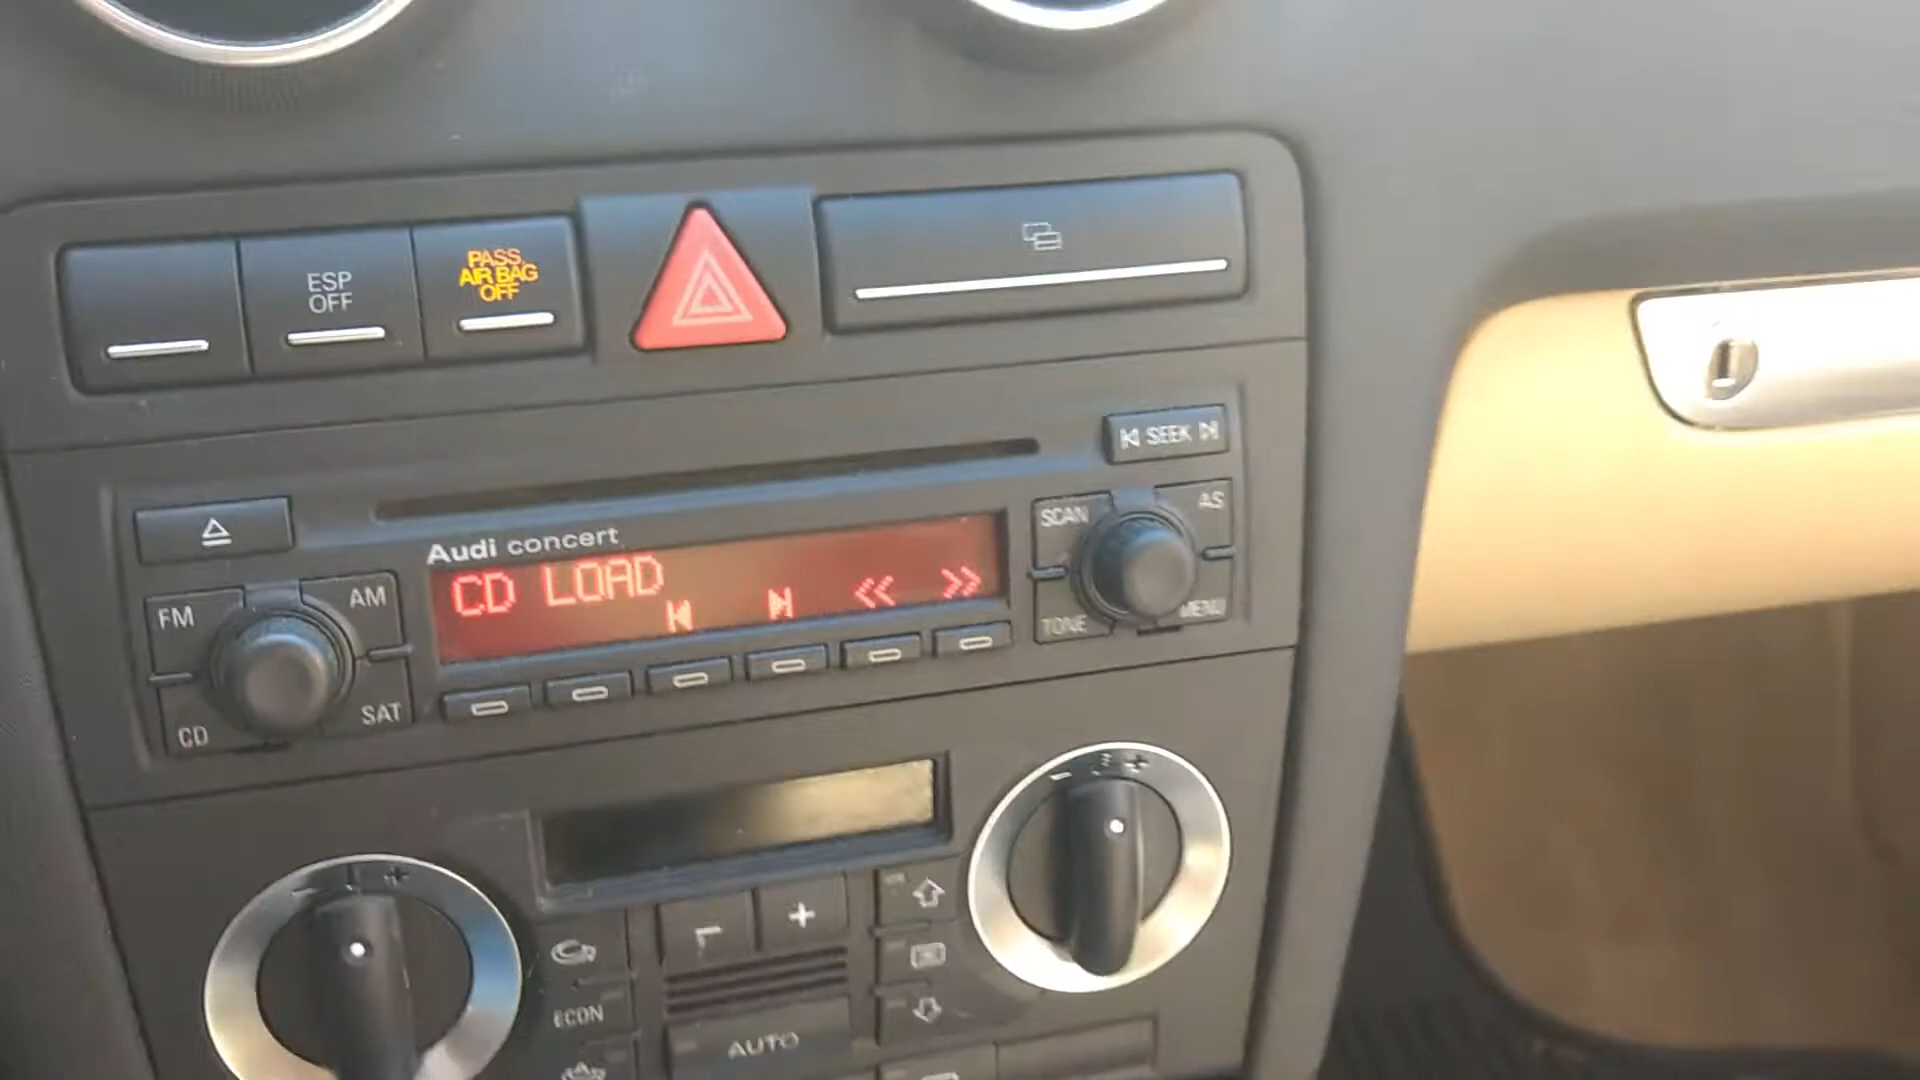 ESP
OFF
PASS.
AIR BAG
OFF
SEEK
Audi concert
CD LOAD
SCAN
AS
TONE
MENU
FM
AM
CD
SAT
- +
- +
- +
ECON
AUTO